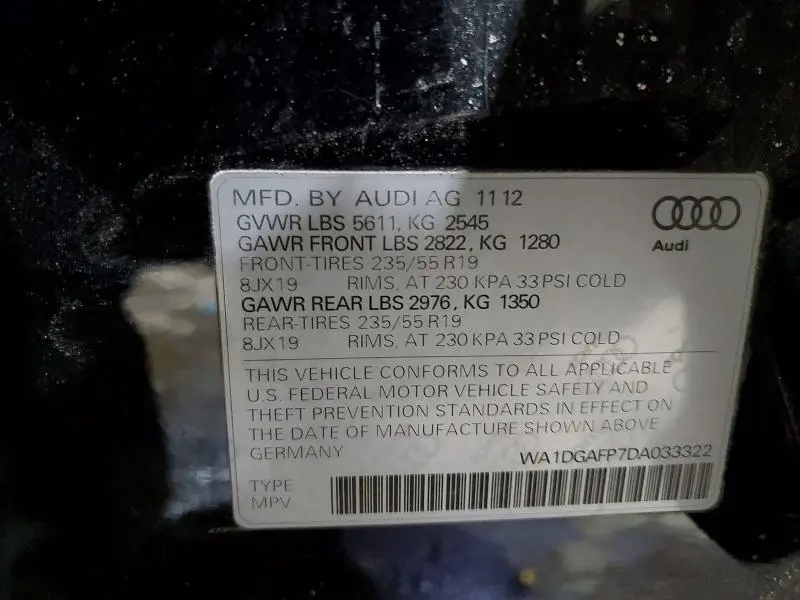 MFD. BY AUDI AG 11 12
GVWR LBS 5611, KG 2545
GAWR FRONT LBS 2822, KG 1280
FRONT-TIRES 235/55 R19
8JX19 RIMS, AT 230 KPA 33 PSI COLD
GAWR REAR LBS 2976, KG 1350
REAR-TIRES 235/55 R19
8JX19 RIMS, AT 230 KPA 33 PSI COLD
Audi
THIS VEHICLE CONFORMS TO ALL APPLICABLE
U.S. FEDERAL MOTOR VEHICLE SAFETY AND
THEFT PREVENTION STANDARDS IN EFFECT ON
THE DATE OF MANUFACTURE SHOWN ABOVE
GERMANY WA1DGAFP7DA033322
TYPE
MPV